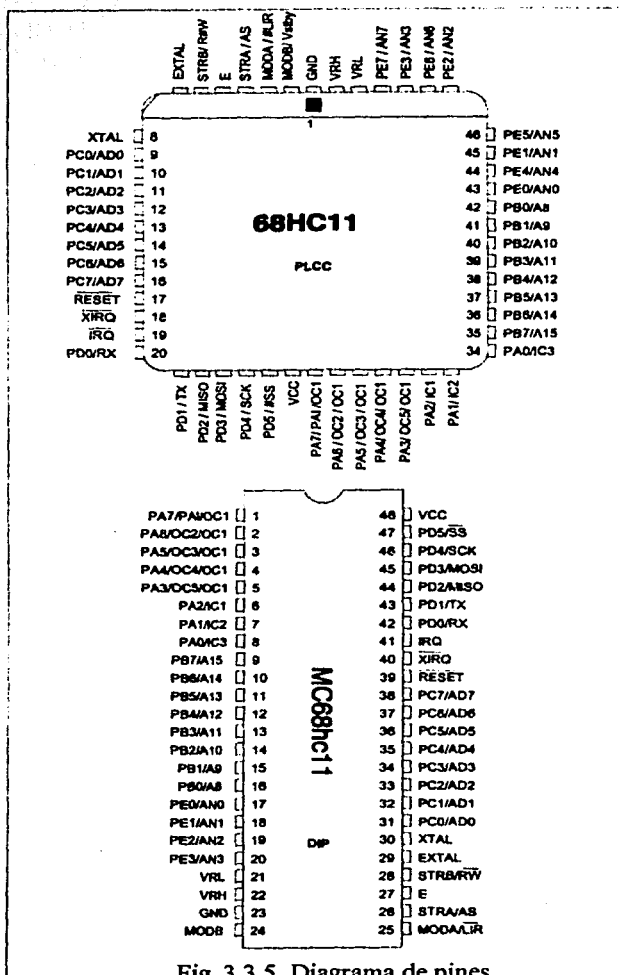 EXTAL
STRB/ R#W
E
STRA / AS
MODA / #LIR
MODB/ Vstby
GND
VRH
VRL
PE7 / AN7
PE3 / AN3
PE6 / AN6
PE2 / AN2
1
XTAL 8
PC0/AD0 9
PC1/AD1 10
PC2/AD2 11
PC3/AD3 12
PC4/AD4 13
PC5/AD5 14
PC6/AD6 15
PC7/AD7 16
RESET 17
XIRQ 18
IRQ 19
PD0/RX 20
68HC11
PLCC
46 PE5/AN5
45 PE1/AN1
44 PE4/AN4
43 PE0/AN0
42 PB0/A8
41 PB1/A9
40 PB2/A10
39 PB3/A11
38 PB4/A12
37 PB5/A13
36 PB6/A14
35 PB7/A15
34 PA0/IC3
PD1 / TX
PD2 / MISO
PD3 / MOSI
PD4 / SCK
PD5 / #SS
VCC
PA7/ PAI /OC1
PA6 / OC2 / OC1
PA5 / OC3 / OC1
PA4/ OC4/ OC1
PA3/ OC5/ OC1
PA2/ IC1
PA1/ IC2
PA7/PAI/OC1 1
PA6/OC2/OC1 2
PA5/OC3/OC1 3
PA4/OC4/OC1 4
PA3/OC5/OC1 5
PA2/IC1 6
PA1/IC2 7
PA0/IC3 8
PB7/A15 9
PB6/A14 10
PB5/A13 11
PB4/A12 12
PB3/A11 13
PB2/A10 14
PB1/A9 15
PB0/A8 16
PE0/AN0 17
PE1/AN1 18
PE2/AN2 19
PE3/AN3 20
VRL 21
VRH 22
GND 23
MODB 24
MC68hc11
DIP
48 VCC
47 PD5/SS
46 PD4/SCK
45 PD3/MOSI
44 PD2/MISO
43 PD1/TX
42 PD0/RX
41 IRQ
40 XIRQ
39 RESET
38 PC7/AD7
37 PC6/AD6
36 PC5/AD5
35 PC4/AD4
34 PC3/AD3
33 PC2/AD2
32 PC1/AD1
31 PC0/AD0
30 XTAL
29 EXTAL
28 STRB/RW
27 E
26 STRA/AS
25 MODA/LIR
Fig. 3.3.5. Diagrama de pines